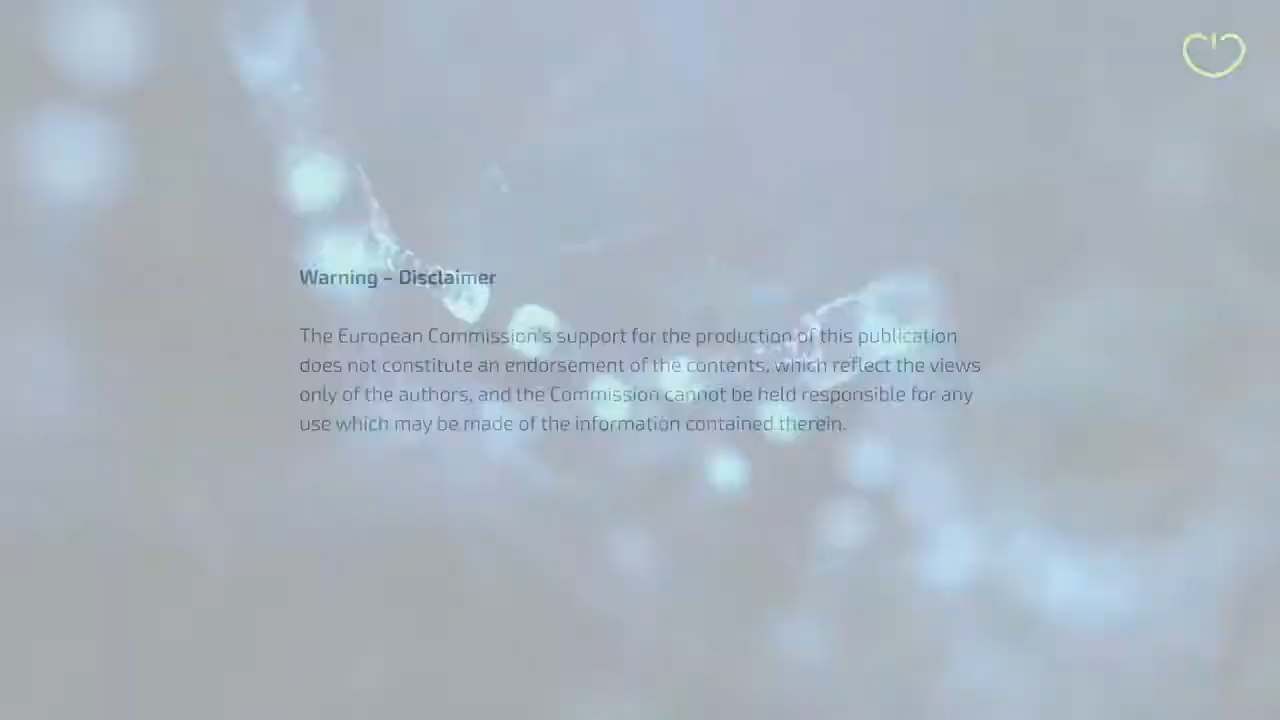 Warning – Disclaimer
The European Commission's support for the production of this publication
does not constitute an endorsement of the contents, which reflect the views
only of the authors, and the Commission cannot be held responsible for any
use which may be made of the information contained therein.